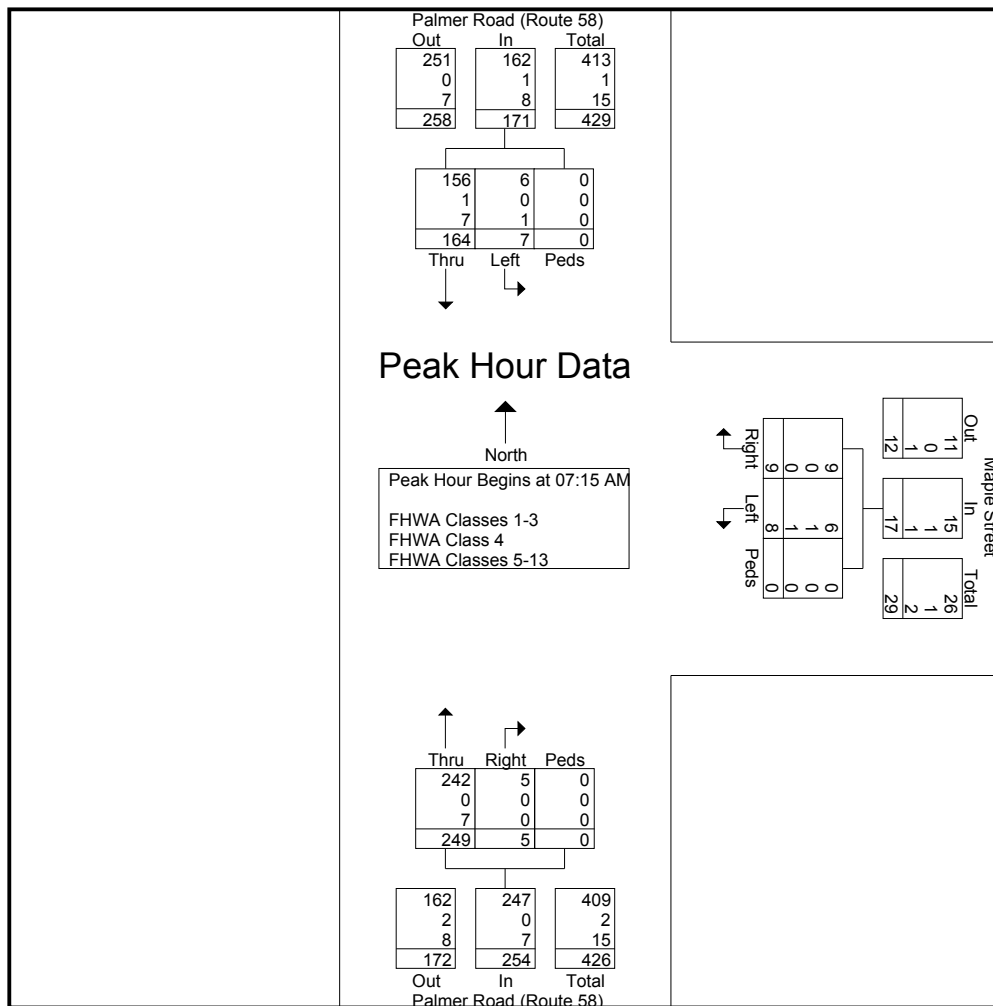 Palmer Road (Route 58)
Out In Total
251 162 413
0 1 1
7 8 15
258 171 429
156 6 0
1 0 0
7 1 0
164 7 0
Thru Left Peds
Peak Hour Data
North
Peak Hour Begins at 07:15 AM
FHWA Classes 1-3
FHWA Class 4
FHWA Classes 5-13
Maple Street
Out In Total
11 15 26
0 1 1
1 1 2
12 17 29
9 6 0
0 1 0
0 1 0
9 8 0
Right Left Peds
Thru Right Peds
242 5 0
0 0 0
7 0 0
249 5 0
162 247 409
2 0 2
8 7 15
172 254 426
Out In Total
Palmer Road (Route 58)